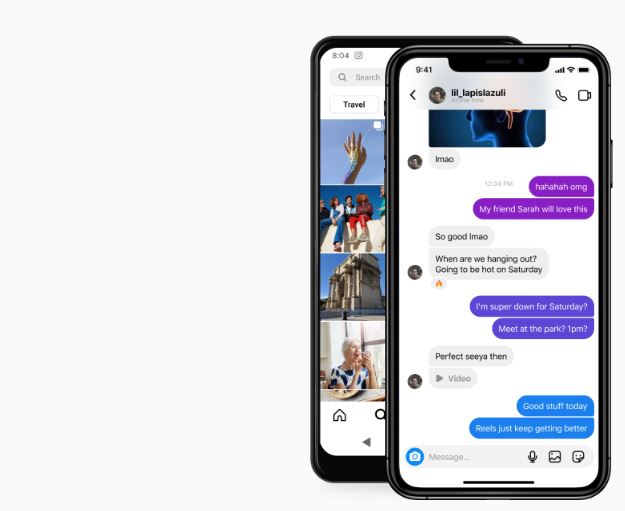 8:04
Search
Travel
9:41
lil_lapislazuli
Active now
lmao
12:34 PM
hahahah omg
My friend Sarah will love this
So good lmao
When are we hanging out?
Going to be hot on Saturday
I'm super down for Saturday?
Meet at the park? 1pm?
Perfect seeya then
Video
Good stuff today
Reels just keep getting better
Message...